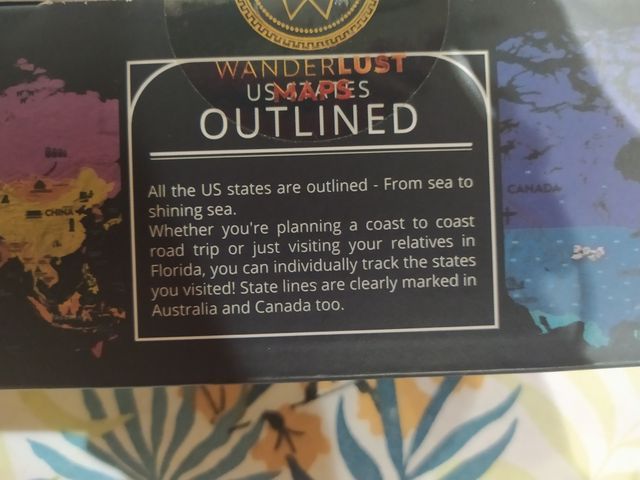 WANDERLUST
MAPS
US STATES
OUTLINED
All the US states are outlined - From sea to
shining sea.
Whether you're planning a coast to coast
road trip or just visiting your relatives in
Florida, you can individually track the states
you visited! State lines are clearly marked in
Australia and Canada too.
CHINA
CANADA